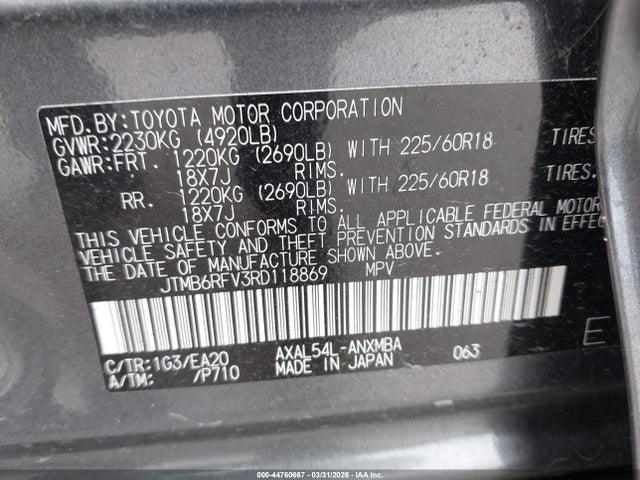 MFD.BY:TOYOTA MOTOR CORPORATION
GVWR:2230KG (4920LB)
GAWR:FRT. 1220KG (2690LB) WITH 225/60R18 TIRES
18X7J RIMS.
RR. 1220KG (2690LB) WITH 225/60R18 TIRES.
18X7J RIMS.
THIS VEHICLE CONFORMS TO ALL APPLICABLE FEDERAL MOTOR
VEHICLE SAFETY AND THEFT PREVENTION STANDARDS IN EFFEC
THE DATE OF MANUFACTURE SHOWN ABOVE.
JTMB6RFV3RD118869 MPV
E
C/TR:1G3/EA20 AXAL54L-ANXMBA 063
A/TM: /P710 MADE IN JAPAN
000-44760667 - 03/31/2026 - IAA Inc.